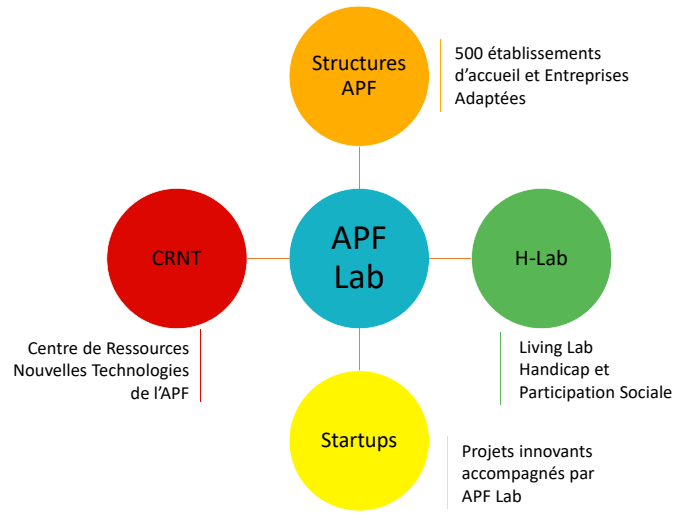 Structures
APF
500 établissements
d'accueil et Entreprises
Adaptées
CRNT
APF
Lab
H-Lab
Centre de Ressources
Nouvelles Technologies
de l'APF
Living Lab
Handicap et
Participation Sociale
Startups
Projets innovants
accompagnés par
APF Lab